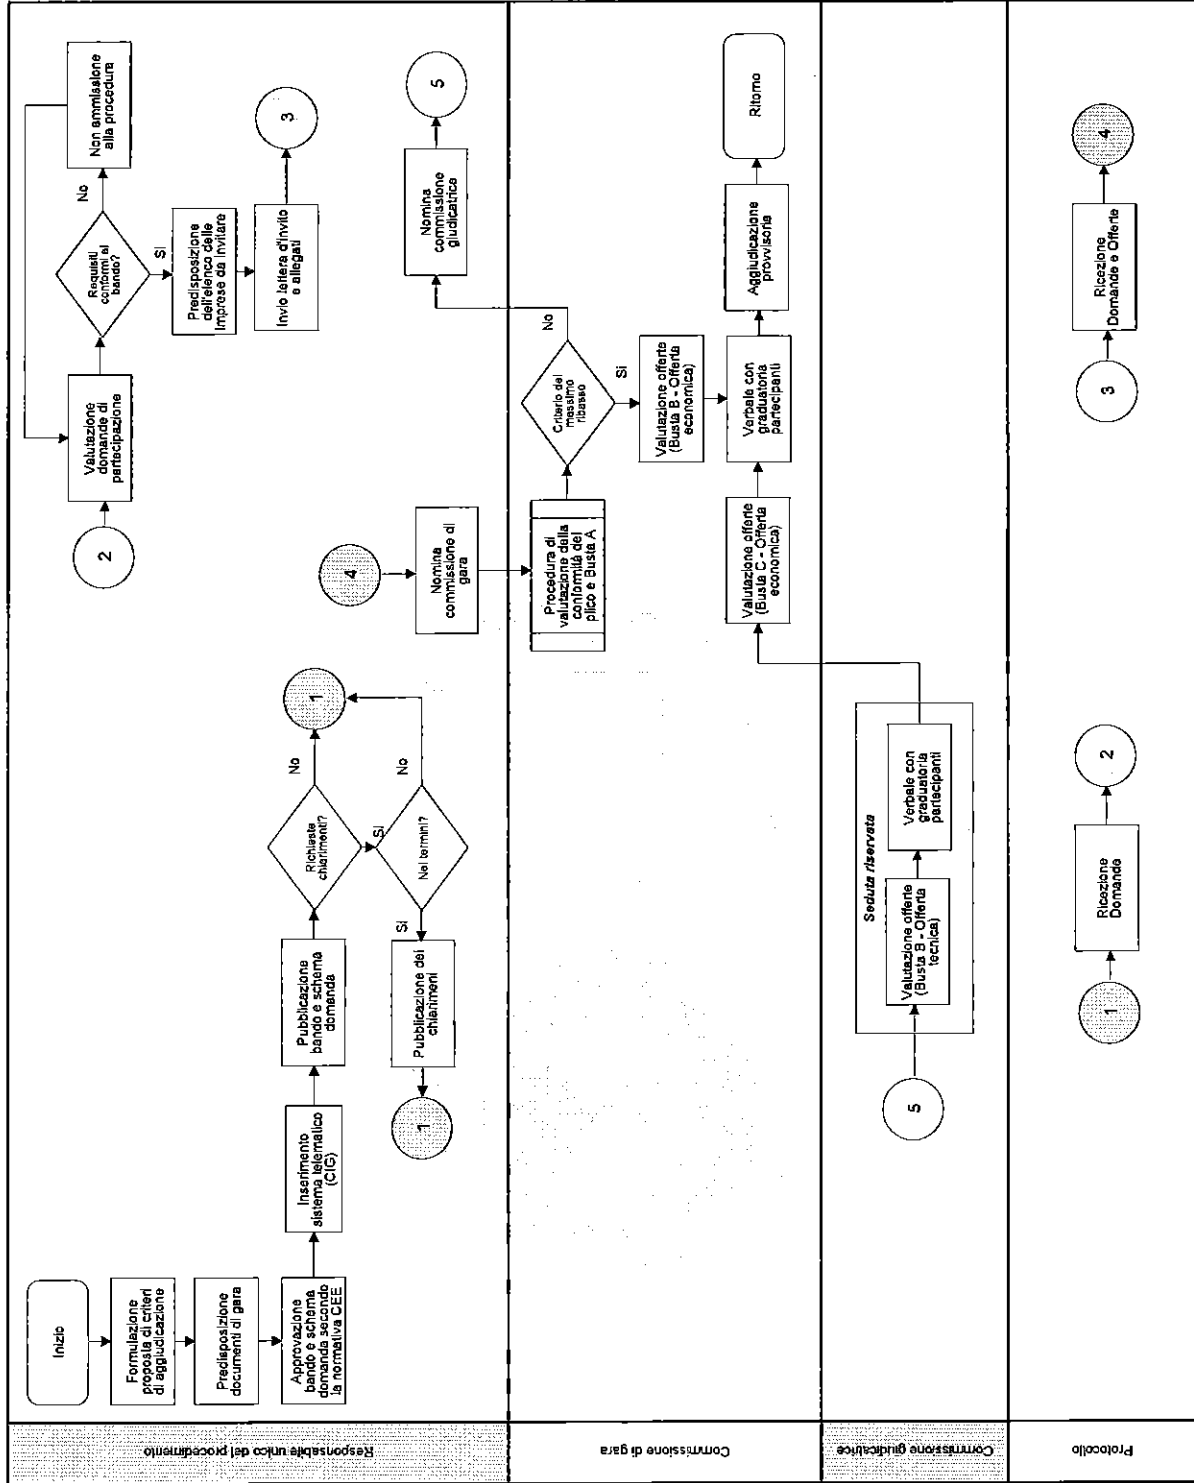 Responsabile unico del procedimento
Inizio
Formulazione
proposta di criteri
di aggiudicazione
Predisposizione
documenti di gara
Approvazione
bando e schema
domanda secondo
la normativa CEE
Inserimento
sistema telematico
(CIG)
Pubblicazione
bando e schema
domanda
Richieste
chiarimenti?
No
1
Si
Nei termini?
No
Si
Pubblicazione dei
chiarimeni
1
2
Valutazione
domande di
partecipazione
Requisiti
conformi al
bando?
No
Non ammissione
alla procedura
Si
Predisposizione
dell'elenco delle
Imprese da invitare
Invio lettera d'invito
e allegati
3
4
Nomina
commissione di
gara
Nomina
commissione
giudicatrice
5
Commissione di gara
Procedura di
valutazione della
conformità del
plico e Busta A
Criterio del
massimo
ribasso
No
Si
Valutazione offerte
(Busta B - Offerta
economica)
Valutazione offerte
(Busta C - Offerta
economica)
Verbale con
graduatoria
partecipanti
Aggiudicazione
provvisoria
Ritorno
Commissione giudicatrice
5
Seduta riservata
Valutazione offerte
(Busta B - Offerta
tecnica)
Verbale con
graduatoria
partecipanti
Protocollo
1
Ricezione
Domande
2
3
Ricezione
Domande e Offerte
4